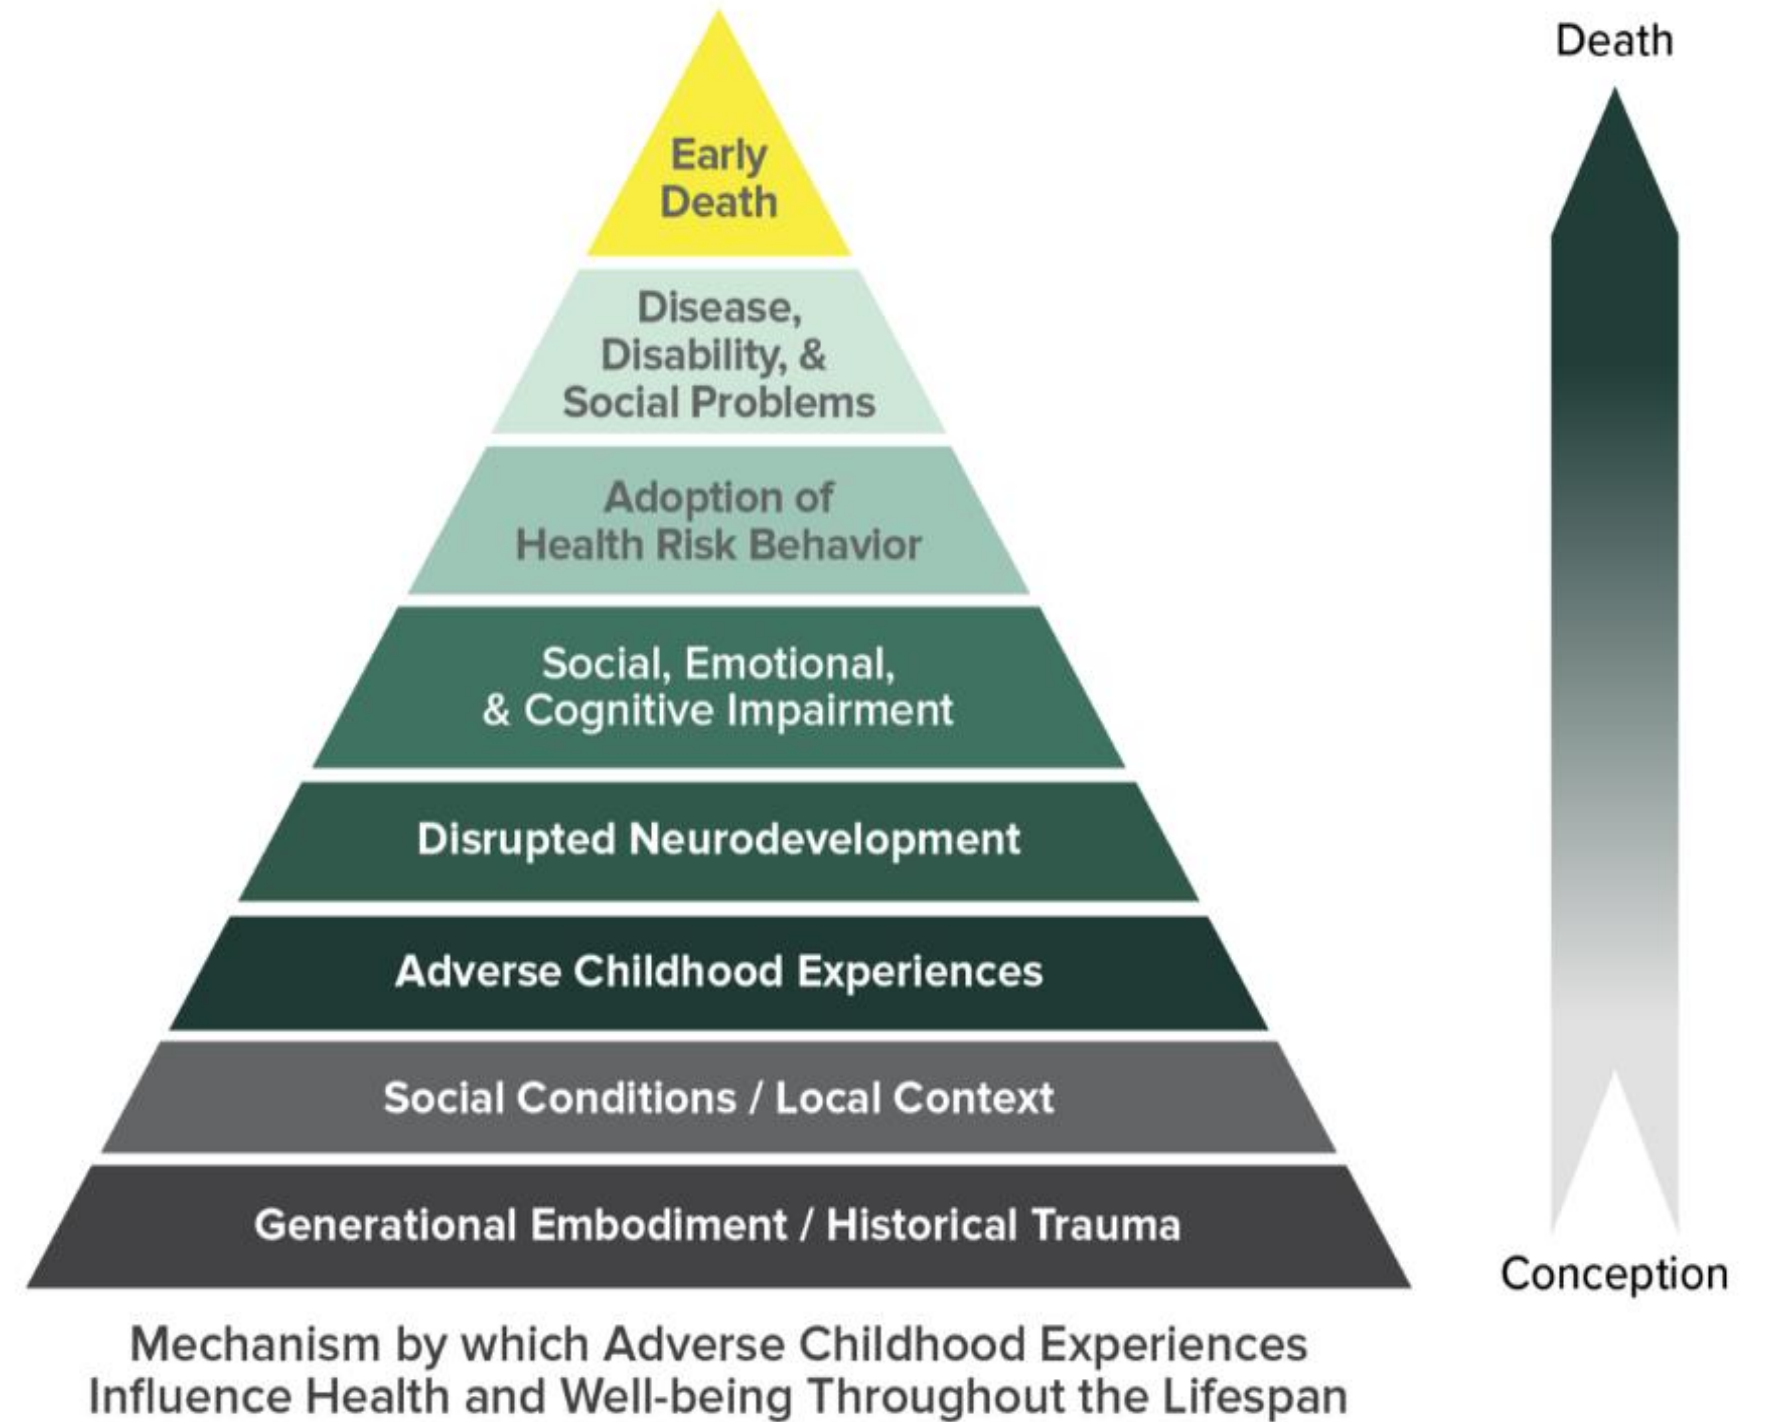 Death
Early
Death
Disease,
Disability, &
Social Problems
Adoption of
Health Risk Behavior
Social, Emotional,
& Cognitive Impairment
Disrupted Neurodevelopment
Adverse Childhood Experiences
Social Conditions / Local Context
Generational Embodiment / Historical Trauma
Conception
Mechanism by which Adverse Childhood Experiences
Influence Health and Well-being Throughout the Lifespan